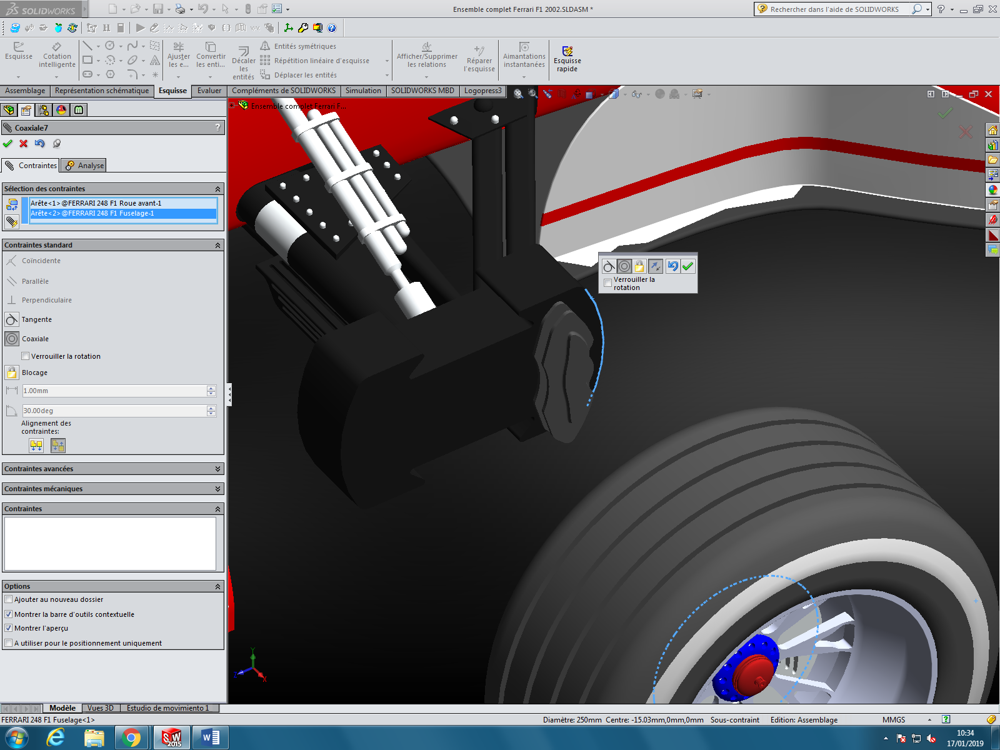 SOLIDWORKS
Ensemble complet Ferrari F1 2002.SLDASM *
Rechercher dans l'aide de SOLIDWORKS
Esquisse
Cotation intelligente
Ajuster les e...
Convertir les enti...
Décaler les entités
Entités symétriques
Répétition linéaire d'esquisse
Déplacer les entités
Afficher/Supprimer les relations
Réparer l'esquisse
Aimantations instantanées
Esquisse rapide
Assemblage
Représentation schématique
Esquisse
Evaluer
Compléments de SOLIDWORKS
Simulation
SOLIDWORKS MBD
Logopress3
Ensemble complet Ferrari F...
Coaxiale7
?
Contraintes
Analyse
Sélection des contraintes
Arête<1>@FERRARI 248 F1 Roue avant-1
Arête<2>@FERRARI 248 F1 Fuselage-1
Contraintes standard
Coïncidente
Parallèle
Perpendiculaire
Tangente
Coaxiale
Verrouiller la rotation
Blocage
1.00mm
30.00deg
Alignement des
contraintes:
Contraintes avancées
Contraintes mécaniques
Contraintes
Options
Ajouter au nouveau dossier
Montrer la barre d'outils contextuelle
Montrer l'aperçu
A utiliser pour le positionnement uniquement
Verrouiller la
rotation
Y
Z
X
Modèle
Vues 3D
Estudio de movimiento 1
FERRARI 248 F1 Fuselage<1>
Diamètre: 250mm Centre: -15.03mm,0mm,0mm
Sous-contraint
Edition: Assemblage
MMGS
SW
2015
10:34
17/01/2019